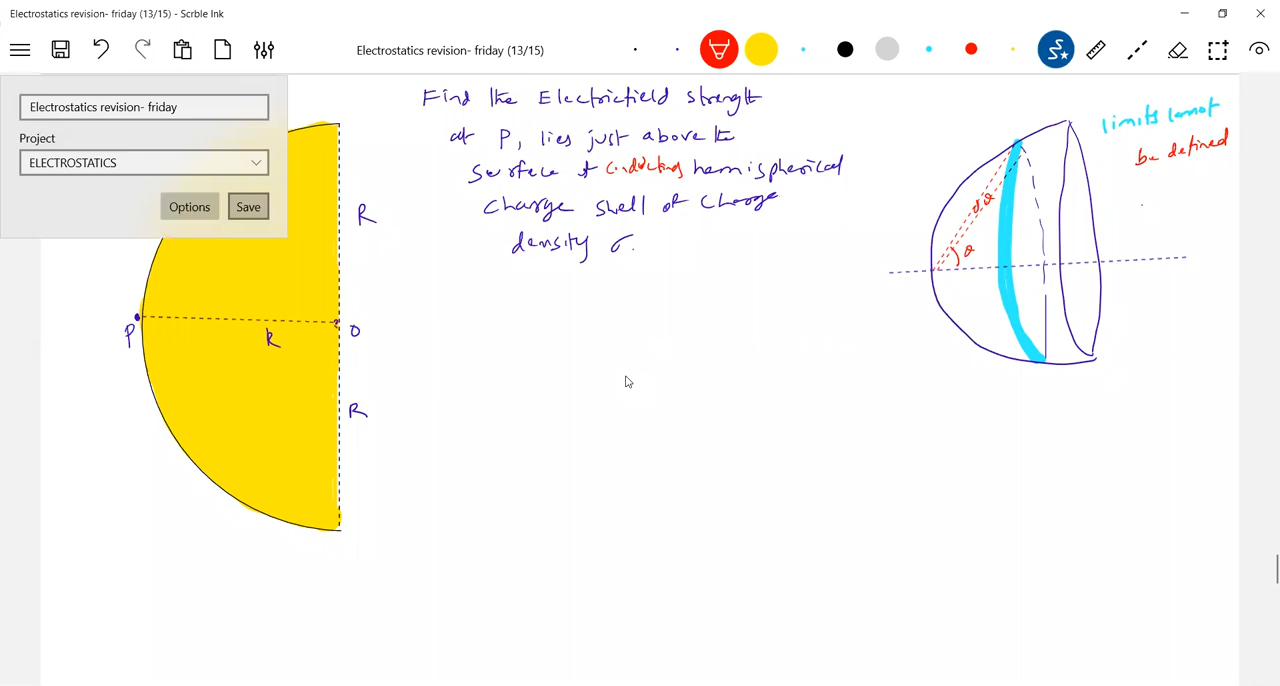 Electrostatics revision- friday (13/15) - Scrble Ink
Electrostatics revision- friday (13/15)
Electrostatics revision- friday
Project
ELECTROSTATICS
Options
Save
Find the Electricfield strength
at P, lies just above the
surface of conducting hemispherical
charge shell of charge
density σ.
R
P
R
O
R
limits cannot
be defined
dθ
θ